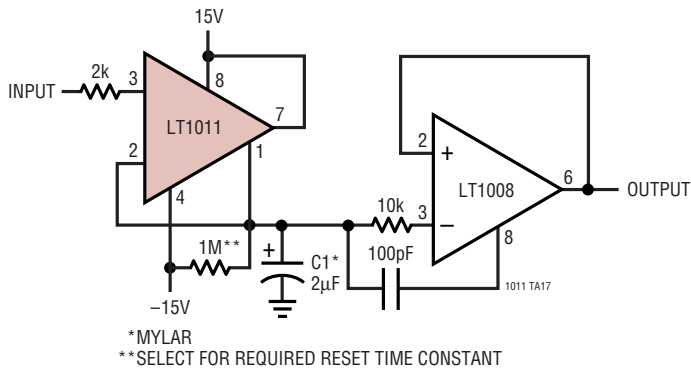 15V
2k
INPUT
3
8
7
LT1011
2
1
4
2
+
LT1008
6
OUTPUT
10k
3
−
8
1M**
+
C1*
2µF
100pF
1011 TA17
–15V
*MYLAR
**SELECT FOR REQUIRED RESET TIME CONSTANT